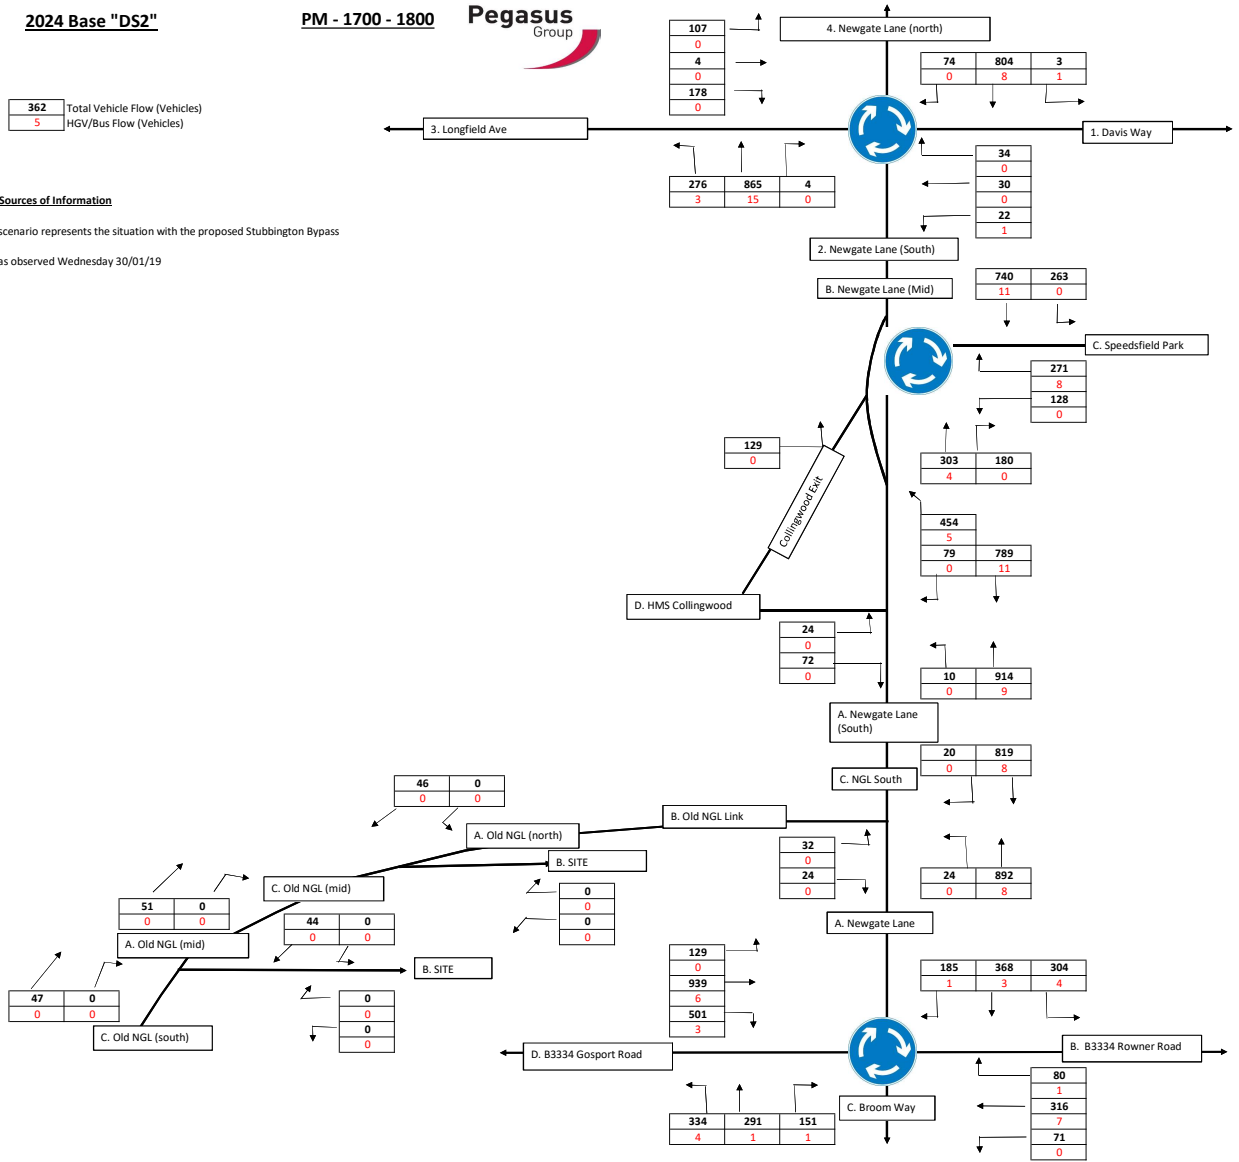 2024 Base "DS2"
PM - 1700 - 1800
Pegasus
Group
362 Total Vehicle Flow (Vehicles)
5 HGV/Bus Flow (Vehicles)
Sources of Information
scenario represents the situation with the proposed Stubbington Bypass
as observed Wednesday 30/01/19
107
0
4
0
178
0
4. Newgate Lane (north)
74 804 3
0 8 1
3. Longfield Ave
1. Davis Way
276 865 4
3 15 0
34
0
30
0
22
1
2. Newgate Lane (South)
B. Newgate Lane (Mid)
740 263
11 0
C. Speedsfield Park
271
8
128
0
129
0
303 180
4 0
Collingwood Exit
454
5
79 789
0 11
D. HMS Collingwood
24
0
72
0
10 914
0 9
A. Newgate Lane
(South)
20 819
0 8
C. NGL South
46 0
0 0
B. Old NGL Link
A. Old NGL (north)
32
0
24
0
24 892
0 8
B. SITE
C. Old NGL (mid)
0
0
0
0
51 0
0 0
44 0
0 0
A. Newgate Lane
A. Old NGL (mid)
B. SITE
129
0
939
6
501
3
185 368 304
1 3 4
47 0
0 0
0
0
0
0
C. Old NGL (south)
D. B3334 Gosport Road
B. B3334 Rowner Road
C. Broom Way
80
1
316
7
71
0
334 291 151
4 1 1